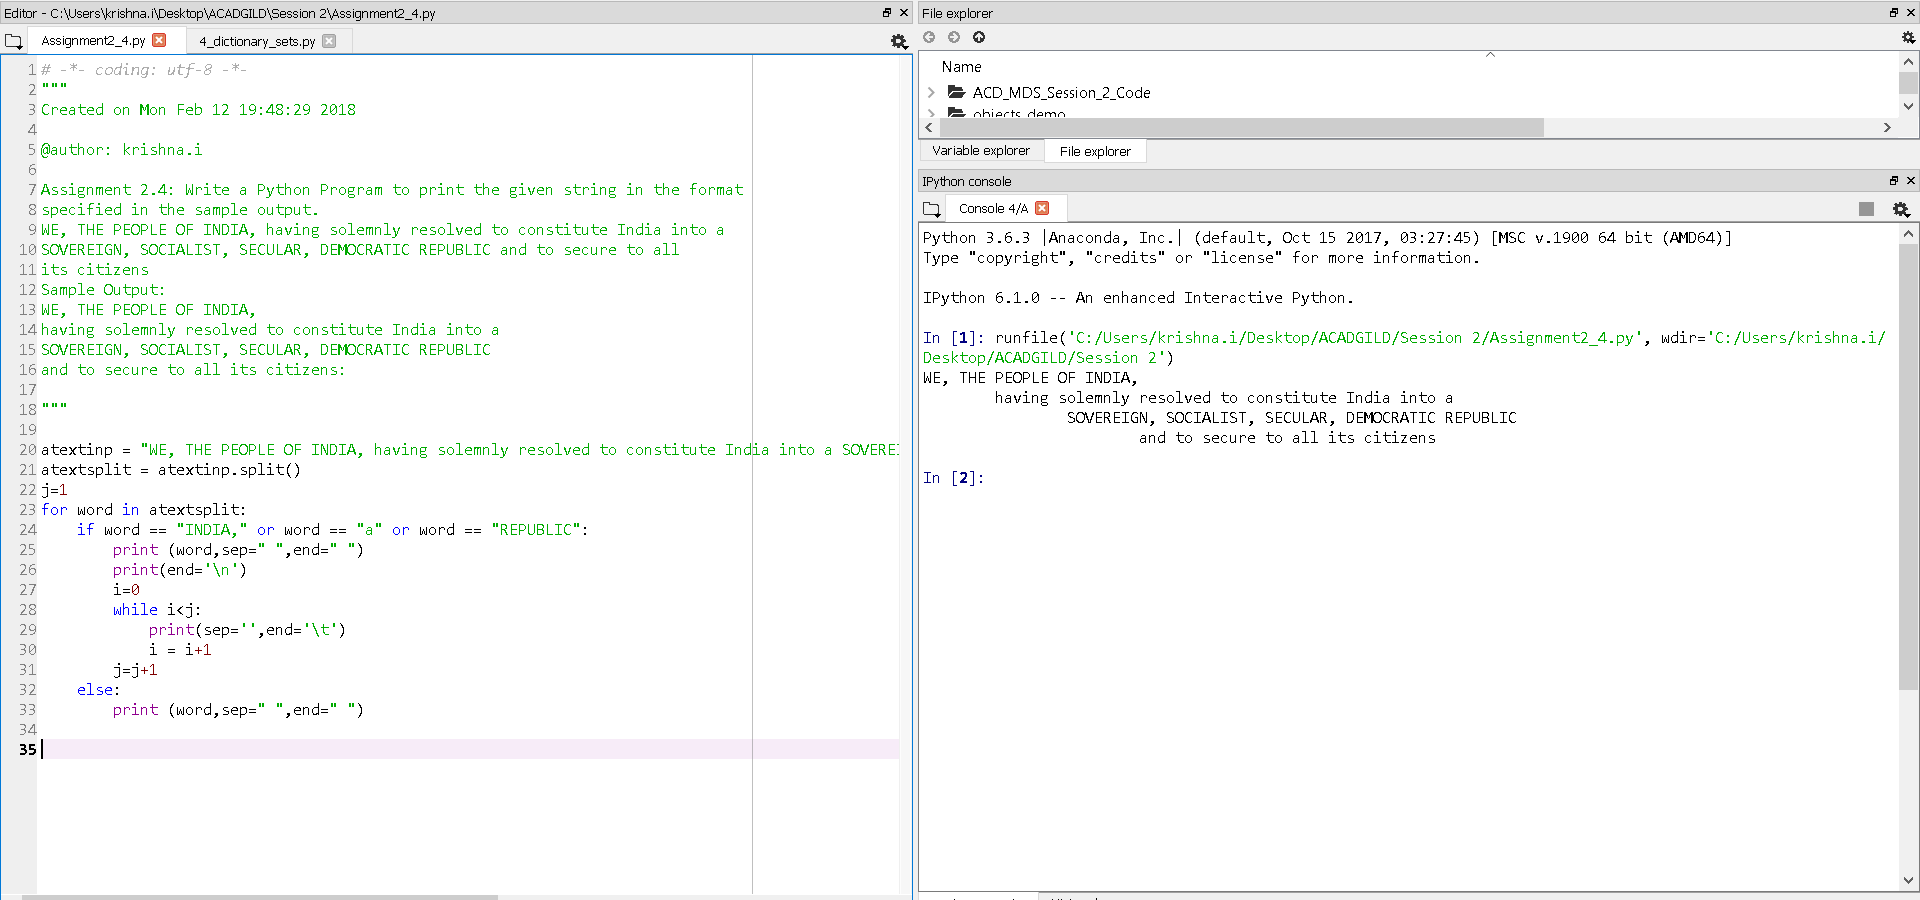 Editor - C:\Users\krishna.i\Desktop\ACADGILD\Session 2\Assignment2_4.py
Assignment2_4.py
4_dictionary_sets.py
1 # -*- coding: utf-8 -*-
2 """
3 Created on Mon Feb 12 19:48:29 2018
4
5 @author: krishna.i
6
7 Assignment 2.4: Write a Python Program to print the given string in the format
8 specified in the sample output.
9 WE, THE PEOPLE OF INDIA, having solemnly resolved to constitute India into a
10 SOVEREIGN, SOCIALIST, SECULAR, DEMOCRATIC REPUBLIC and to secure to all
11 its citizens
12 Sample Output:
13 WE, THE PEOPLE OF INDIA,
14 having solemnly resolved to constitute India into a
15 SOVEREIGN, SOCIALIST, SECULAR, DEMOCRATIC REPUBLIC
16 and to secure to all its citizens:
17
18 """
19
20 atextinp = "WE, THE PEOPLE OF INDIA, having solemnly resolved to constitute India into a SOVEREI
21 atextsplit = atextinp.split()
22 j=1
23 for word in atextsplit:
24     if word == "INDIA," or word == "a" or word == "REPUBLIC":
25         print (word,sep=" ",end=" ")
26         print(end='\n')
27         i=0
28         while i<j:
29             print(sep='',end='\t')
30             i = i+1
31         j=j+1
32     else:
33         print (word,sep=" ",end=" ")
34
35
File explorer
Name
ACD_MDS_Session_2_Code
objects_demo
Variable explorer
File explorer
IPython console
Console 4/A
Python 3.6.3 |Anaconda, Inc.| (default, Oct 15 2017, 03:27:45) [MSC v.1900 64 bit (AMD64)]
Type "copyright", "credits" or "license" for more information.
IPython 6.1.0 -- An enhanced Interactive Python.
In [1]: runfile('C:/Users/krishna.i/Desktop/ACADGILD/Session 2/Assignment2_4.py', wdir='C:/Users/krishna.i/
Desktop/ACADGILD/Session 2')
WE, THE PEOPLE OF INDIA,
        having solemnly resolved to constitute India into a
                SOVEREIGN, SOCIALIST, SECULAR, DEMOCRATIC REPUBLIC
                        and to secure to all its citizens
In [2]: